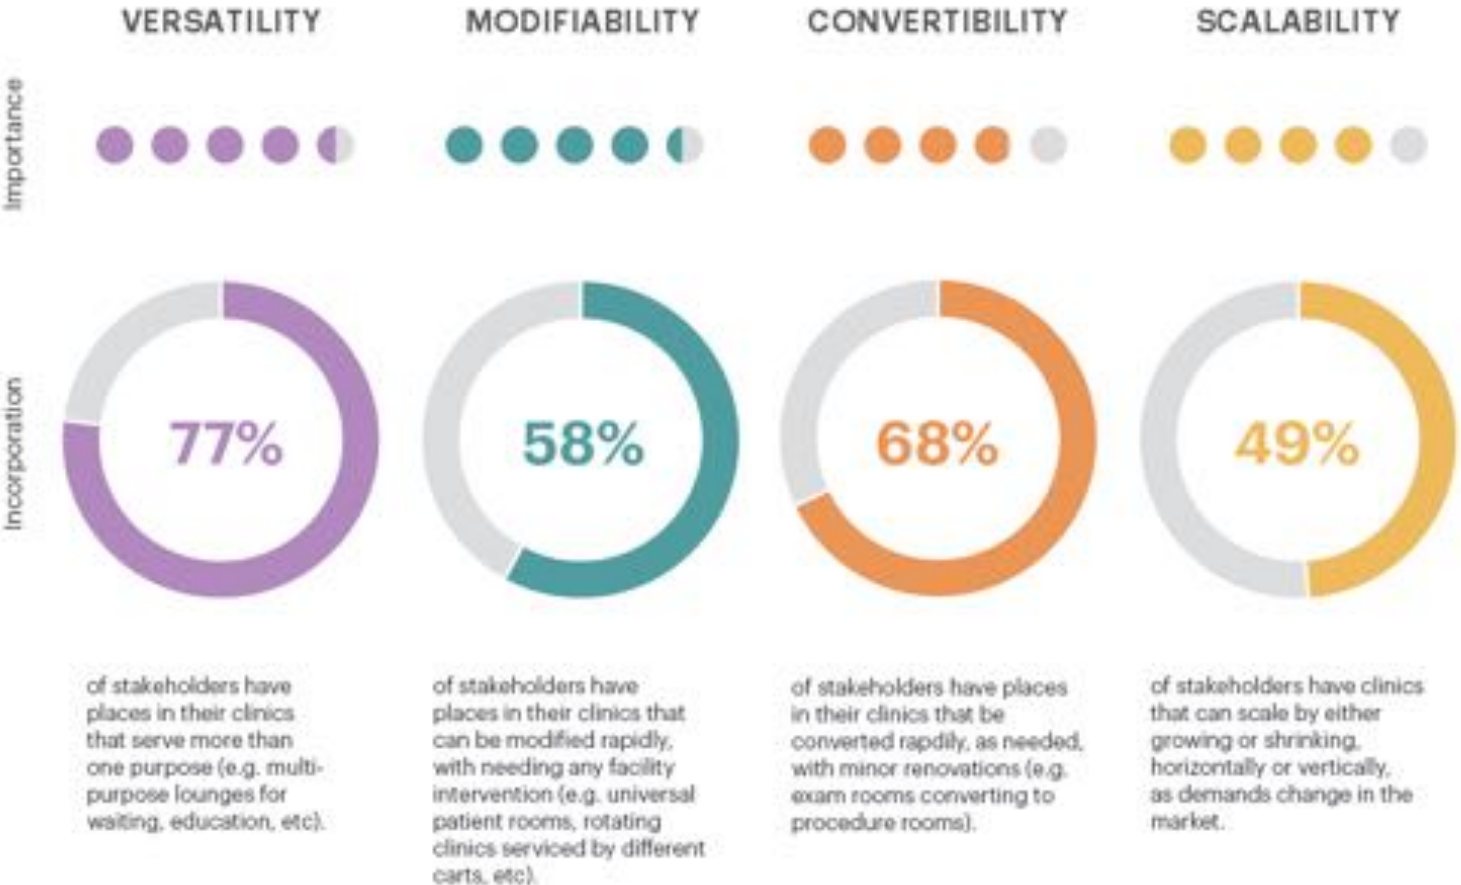 VERSATILITY
MODIFIABILITY
CONVERTIBILITY
SCALABILITY
Importance
Incorporation
77%
58%
68%
49%
of stakeholders have
places in their clinics
that serve more than
one purpose (e.g. multi-
purpose lounges for
waiting, education, etc).
of stakeholders have
places in their clinics that
can be modified rapidly,
with needing any facility
intervention (e.g. universal
patient rooms, rotating
clinics serviced by different
carts, etc).
of stakeholders have places
in their clinics that be
converted rapdily, as needed,
with minor renovations (e.g.
exam rooms converting to
procedure rooms).
of stakeholders have clinics
that can scale by either
growing or shrinking,
horizontally or vertically,
as demands change in the
market.